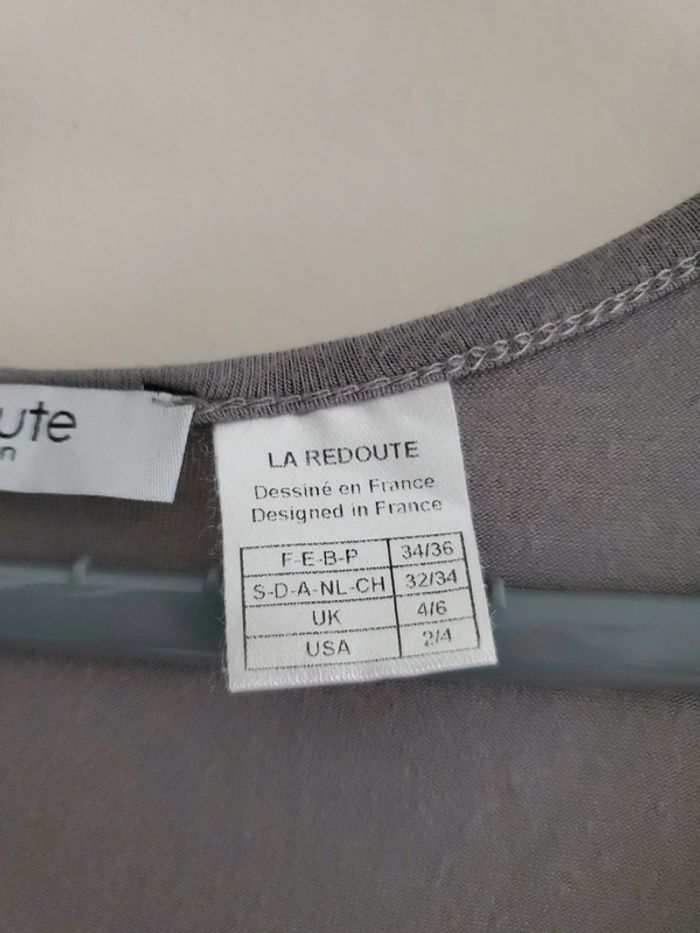 ute
n
LA REDOUTE
Dessiné en France
Designed in France
F-E-B-P 34/36
S-D-A-NL-CH 32/34
UK 4/6
USA 2/4